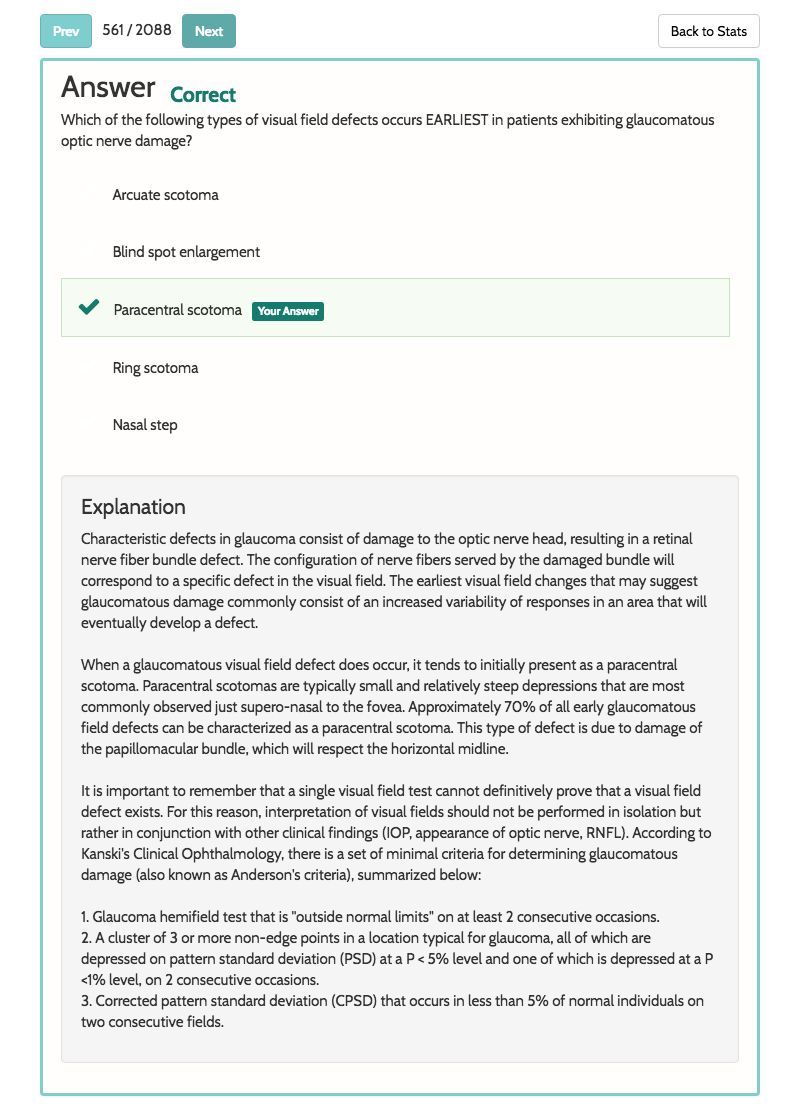 Prev 561 / 2088 Next Back to Stats
Answer Correct
Which of the following types of visual field defects occurs EARLIEST in patients exhibiting glaucomatous
optic nerve damage?
Arcuate scotoma
Blind spot enlargement
Paracentral scotoma Your Answer
Ring scotoma
Nasal step
Explanation
Characteristic defects in glaucoma consist of damage to the optic nerve head, resulting in a retinal
nerve fiber bundle defect. The configuration of nerve fibers served by the damaged bundle will
correspond to a specific defect in the visual field. The earliest visual field changes that may suggest
glaucomatous damage commonly consist of an increased variability of responses in an area that will
eventually develop a defect.
When a glaucomatous visual field defect does occur, it tends to initially present as a paracentral
scotoma. Paracentral scotomas are typically small and relatively steep depressions that are most
commonly observed just supero-nasal to the fovea. Approximately 70% of all early glaucomatous
field defects can be characterized as a paracentral scotoma. This type of defect is due to damage of
the papillomacular bundle, which will respect the horizontal midline.
It is important to remember that a single visual field test cannot definitively prove that a visual field
defect exists. For this reason, interpretation of visual fields should not be performed in isolation but
rather in conjunction with other clinical findings (IOP, appearance of optic nerve, RNFL). According to
Kanski's Clinical Ophthalmology, there is a set of minimal criteria for determining glaucomatous
damage (also known as Anderson's criteria), summarized below:
1. Glaucoma hemifield test that is "outside normal limits" on at least 2 consecutive occasions.
2. A cluster of 3 or more non-edge points in a location typical for glaucoma, all of which are
depressed on pattern standard deviation (PSD) at a P < 5% level and one of which is depressed at a P
<1% level, on 2 consecutive occasions.
3. Corrected pattern standard deviation (CPSD) that occurs in less than 5% of normal individuals on
two consecutive fields.